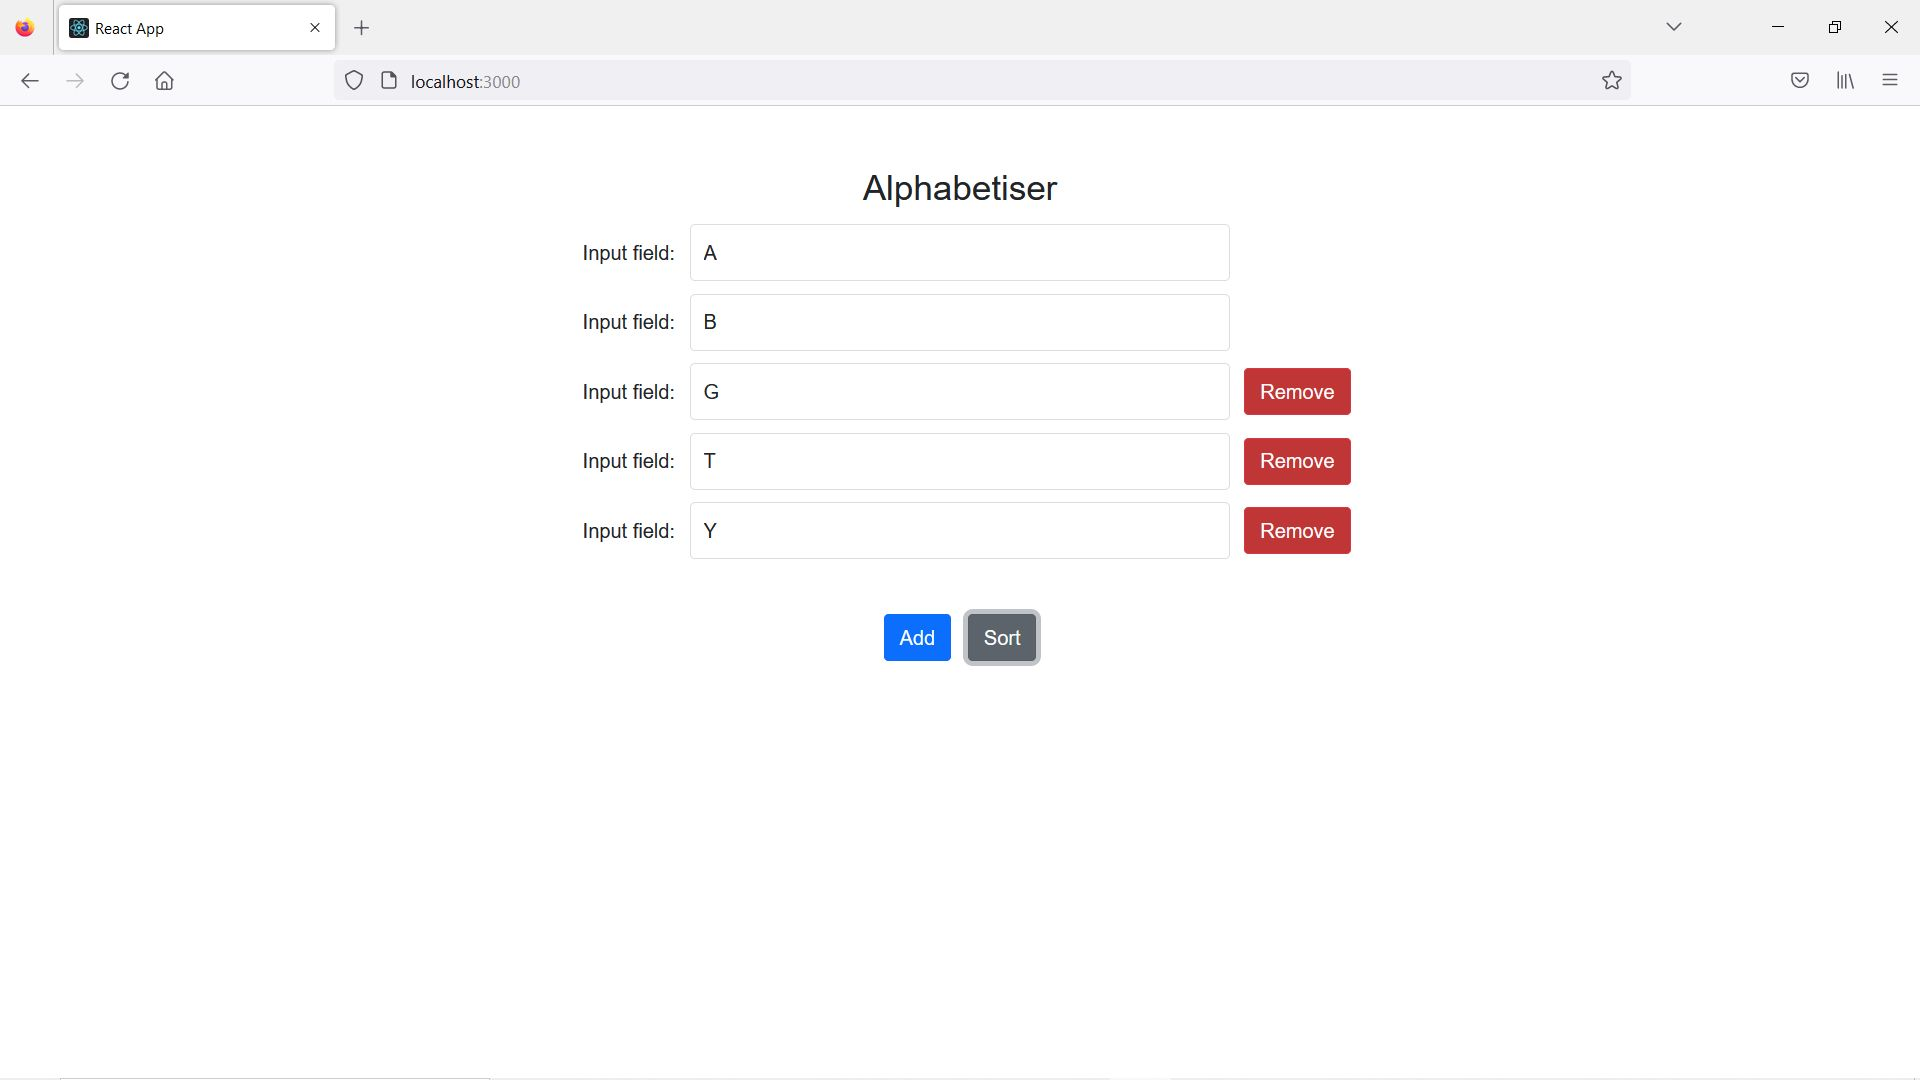 React App
localhost:3000
Alphabetiser
Input field: A
Input field: B
Input field: G Remove
Input field: T Remove
Input field: Y Remove
Add Sort